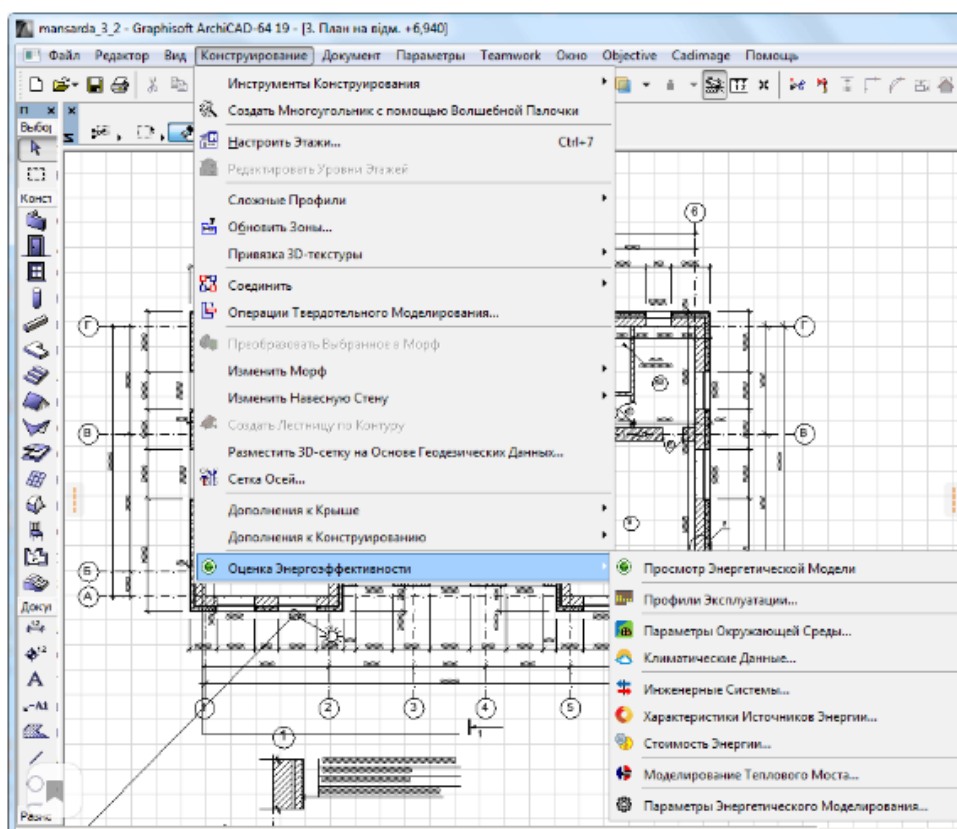 mansarda_3_2 - Graphisoft ArchiCAD-64 19 - [3. План на відм. +6,940]
Файл Редактор Вид Конструирование Документ Параметры Teamwork Окно Objective Cadimage Помощь
Инструменты Конструирования
Создать Многоугольник с помощью Волшебной Палочки
Настроить Этажи... Ctrl+7
Редактировать Уровни Этажей
Сложные Профили
Обновить Зоны...
Привязка 3D-текстуры
Соединить
Операции Твердотельного Моделирования...
Преобразовать Выбранное в Морф
Изменить Морф
Изменить Навесную Стену
Создать Лестницу по Контуру
Разместить 3D-сетку на Основе Геодезических Данных...
Сетка Осей...
Дополнения к Крыше
Дополнения к Конструированию
Оценка Энергоэффективности
Просмотр Энергетической Модели
Профили Эксплуатации...
Параметры Окружающей Среды...
Климатические Данные...
Инженерные Системы...
Характеристики Источников Энергии...
Стоимость Энергии...
Моделирование Теплового Моста...
Параметры Энергетического Моделирования...
П
Выбор
Конст
Докум
A
A1
Разнс
6
Г Г
В В
Б
А
1 2 3 4 5
1
1